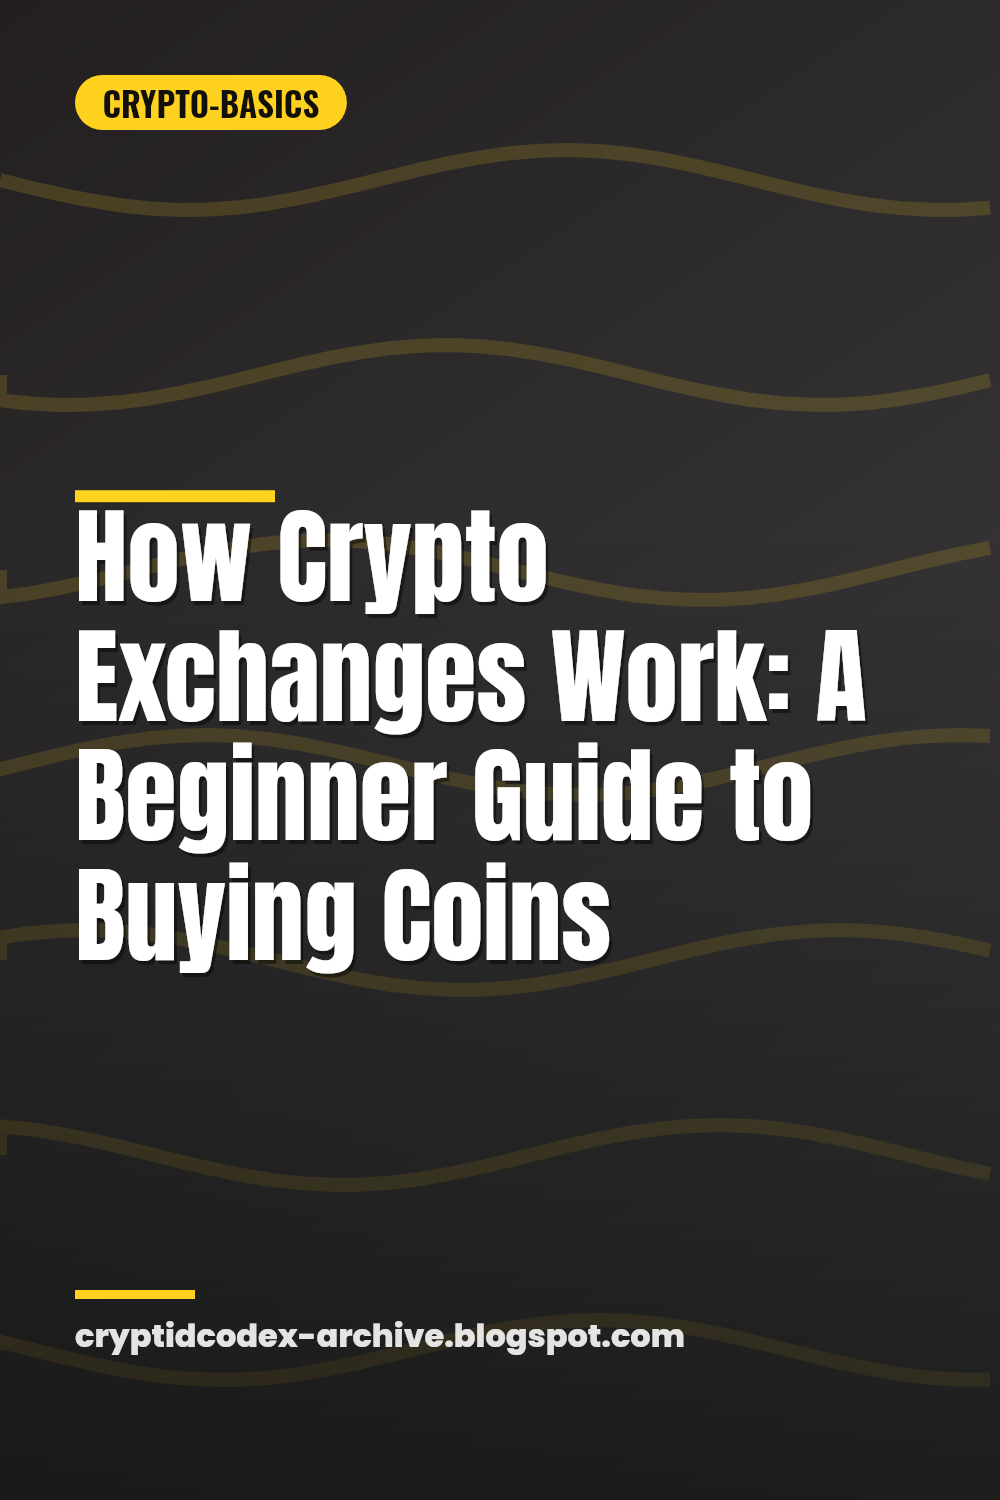 CRYPTO-BASICS
How Crypto
Exchanges Work: A
Beginner Guide to
Buying Coins
cryptidcodex-archive.blogspot.com